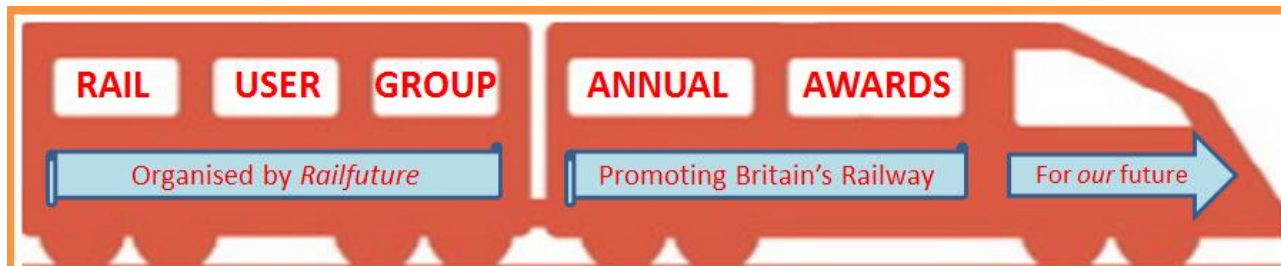 RAIL USER GROUP ANNUAL AWARDS
Organised by Railfuture Promoting Britain's Railway For our future